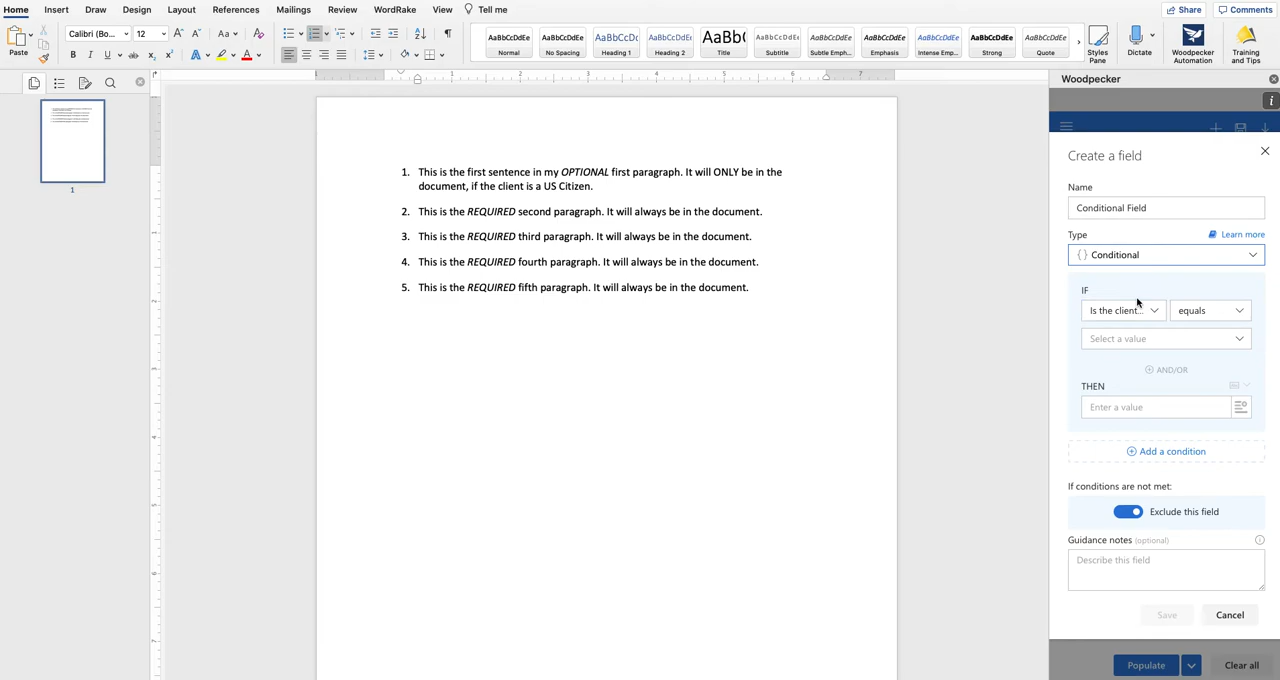 Home Insert Draw Design Layout References Mailings Review WordRake View Tell me Share Comments
Paste Calibri (Bo... 12 Aa
AaBbCcDdEe Normal
AaBbCcDdEe No Spacing
AaBbCcDc Heading 1
AaBbCcDdEe Heading 2
AaBb( Title
AaBbCcDdEe Subtitle
AaBbCcDdEe Subtle Emph...
AaBbCcDdEe Emphasis
AaBbCcDdEe Intense Emp...
AaBbCcDdEe Strong
AaBbCcDdEe Quote
Styles Pane
Dictate
Woodpecker Automation
Training and Tips
1
1 2 3 4 5 6 7
1. This is the first sentence in my OPTIONAL first paragraph. It will ONLY be in the
document, if the client is a US Citizen.
2. This is the REQUIRED second paragraph. It will always be in the document.
3. This is the REQUIRED third paragraph. It will always be in the document.
4. This is the REQUIRED fourth paragraph. It will always be in the document.
5. This is the REQUIRED fifth paragraph. It will always be in the document.
Woodpecker
Create a field
Name
Conditional Field
Type Learn more
{ } Conditional
IF
Is the client... equals
Select a value
AND/OR
THEN
Enter a value
Add a condition
If conditions are not met:
Exclude this field
Guidance notes (optional)
Describe this field
Save Cancel
Populate Clear all